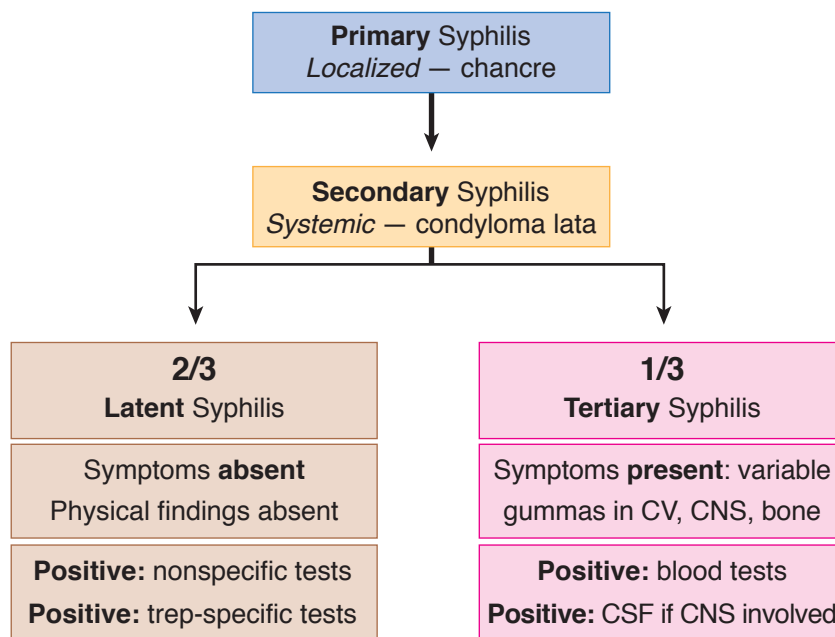 Primary Syphilis
Localized — chancre
Secondary Syphilis
Systemic — condyloma lata
2/3
Latent Syphilis
Symptoms absent
Physical findings absent
Positive: nonspecific tests
Positive: trep-specific tests
1/3
Tertiary Syphilis
Symptoms present: variable
gummas in CV, CNS, bone
Positive: blood tests
Positive: CSF if CNS involved